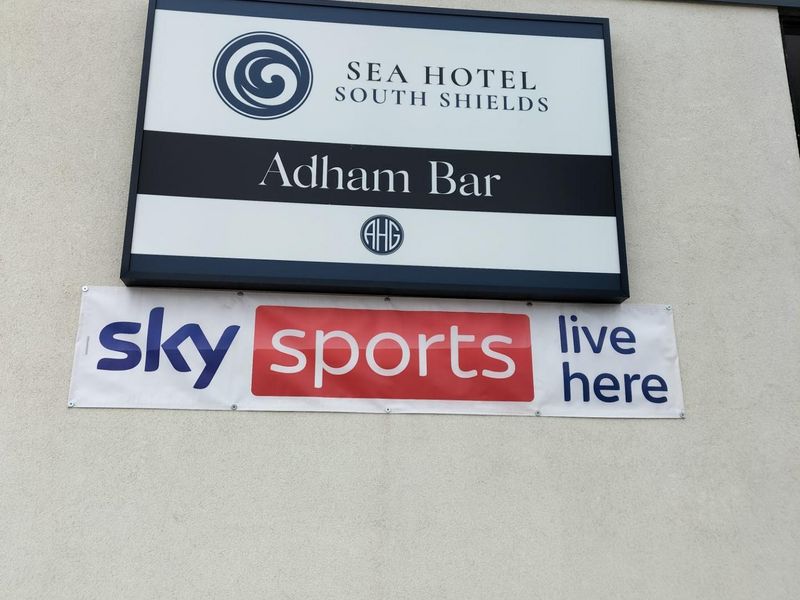 SEA HOTEL
SOUTH SHIELDS
Adham Bar
AHG
sky sports live
here